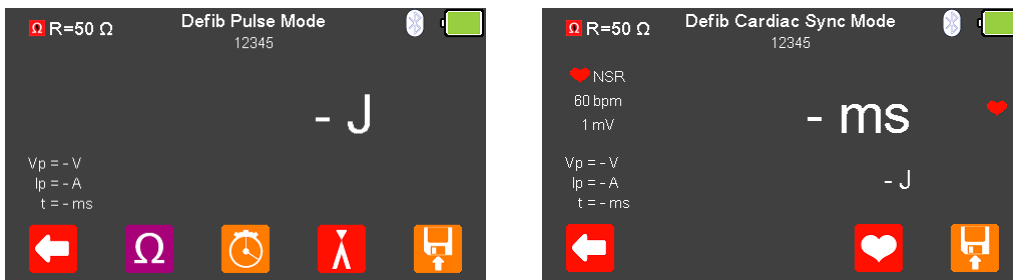 Ω R=50 Ω
Defib Pulse Mode
12345
- J
Vp = - V
Ip = - A
t = - ms
Ω
Ω R=50 Ω
Defib Cardiac Sync Mode
12345
NSR
60 bpm
1 mV
- ms
Vp = - V
Ip = - A
t = - ms
- J